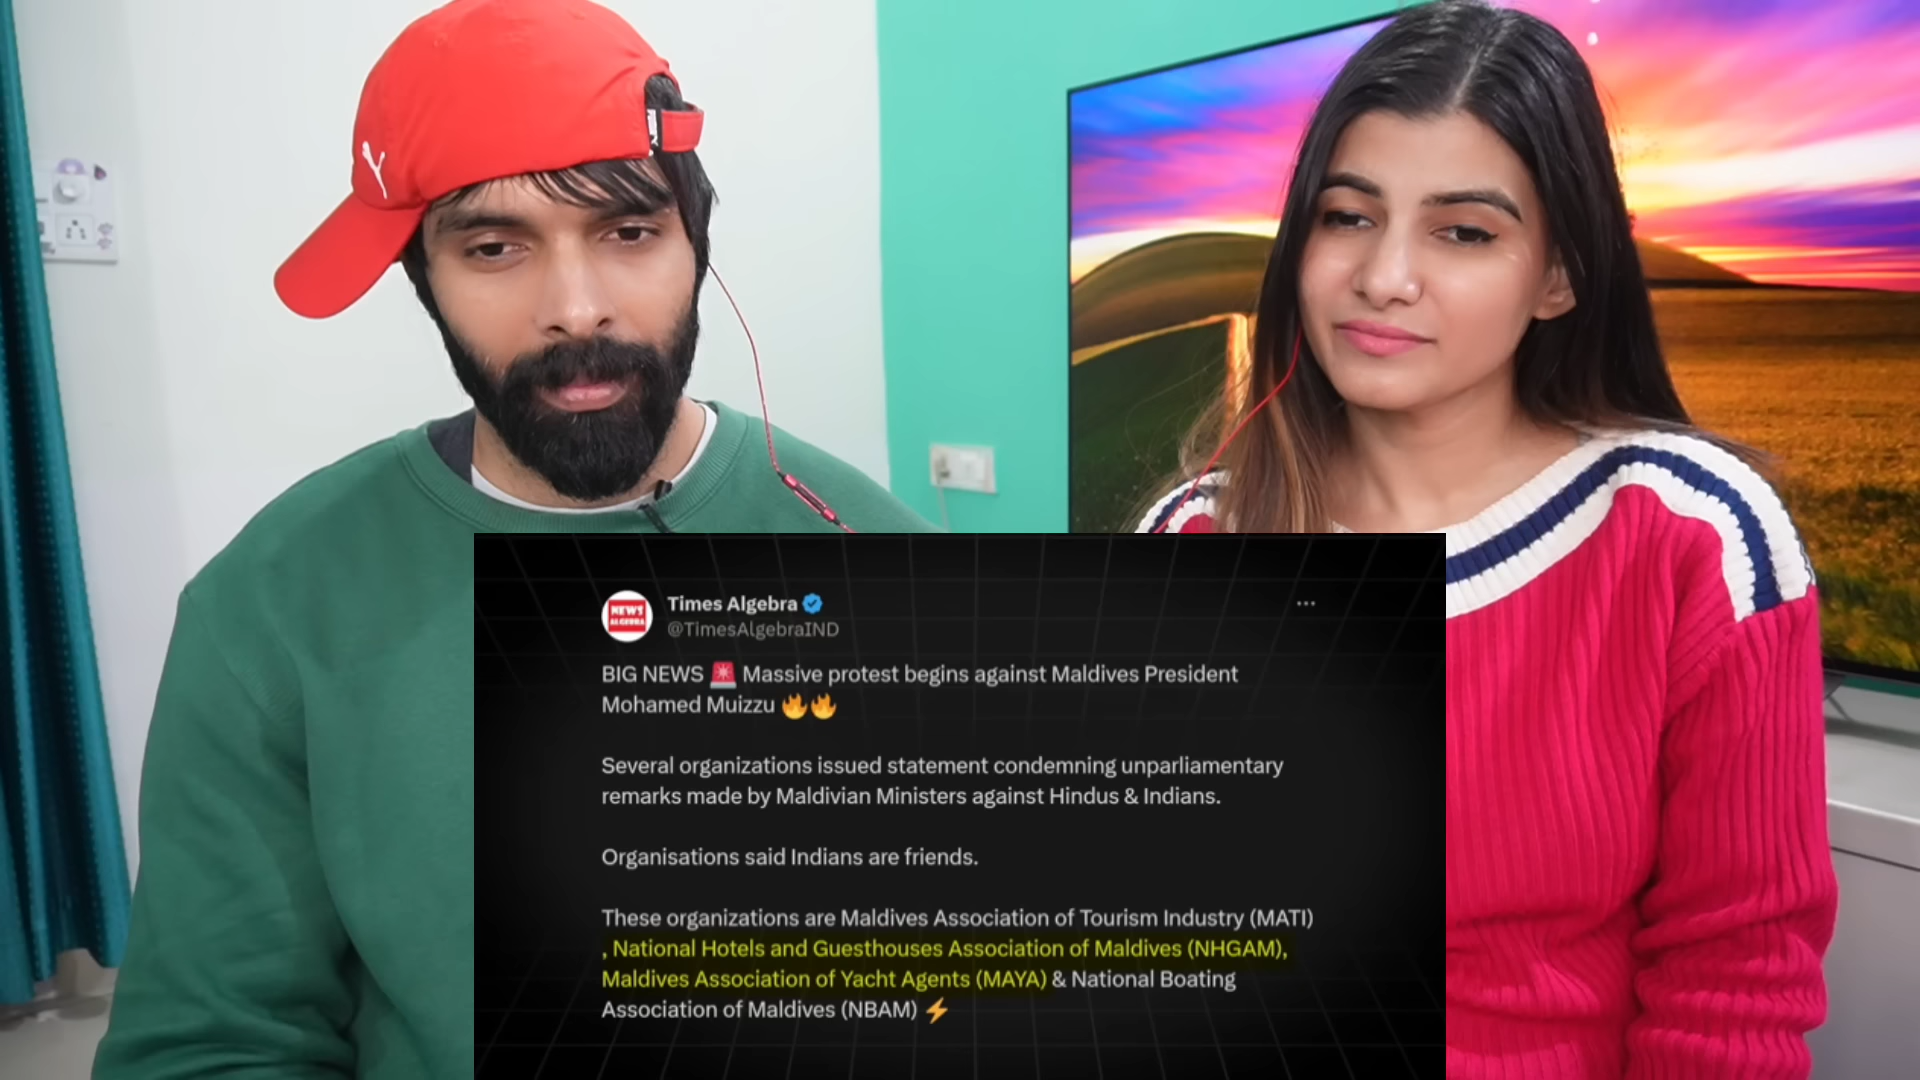 Times Algebra
@TimesAlgebraIND
BIG NEWS 🚨 Massive protest begins against Maldives President
Mohamed Muizzu 🔥🔥
Several organizations issued statement condemning unparliamentary
remarks made by Maldivian Ministers against Hindus & Indians.
Organisations said Indians are friends.
These organizations are Maldives Association of Tourism Industry (MATI)
, National Hotels and Guesthouses Association of Maldives (NHGAM),
Maldives Association of Yacht Agents (MAYA) & National Boating
Association of Maldives (NBAM) ⚡
NEWS
ALGEBRA